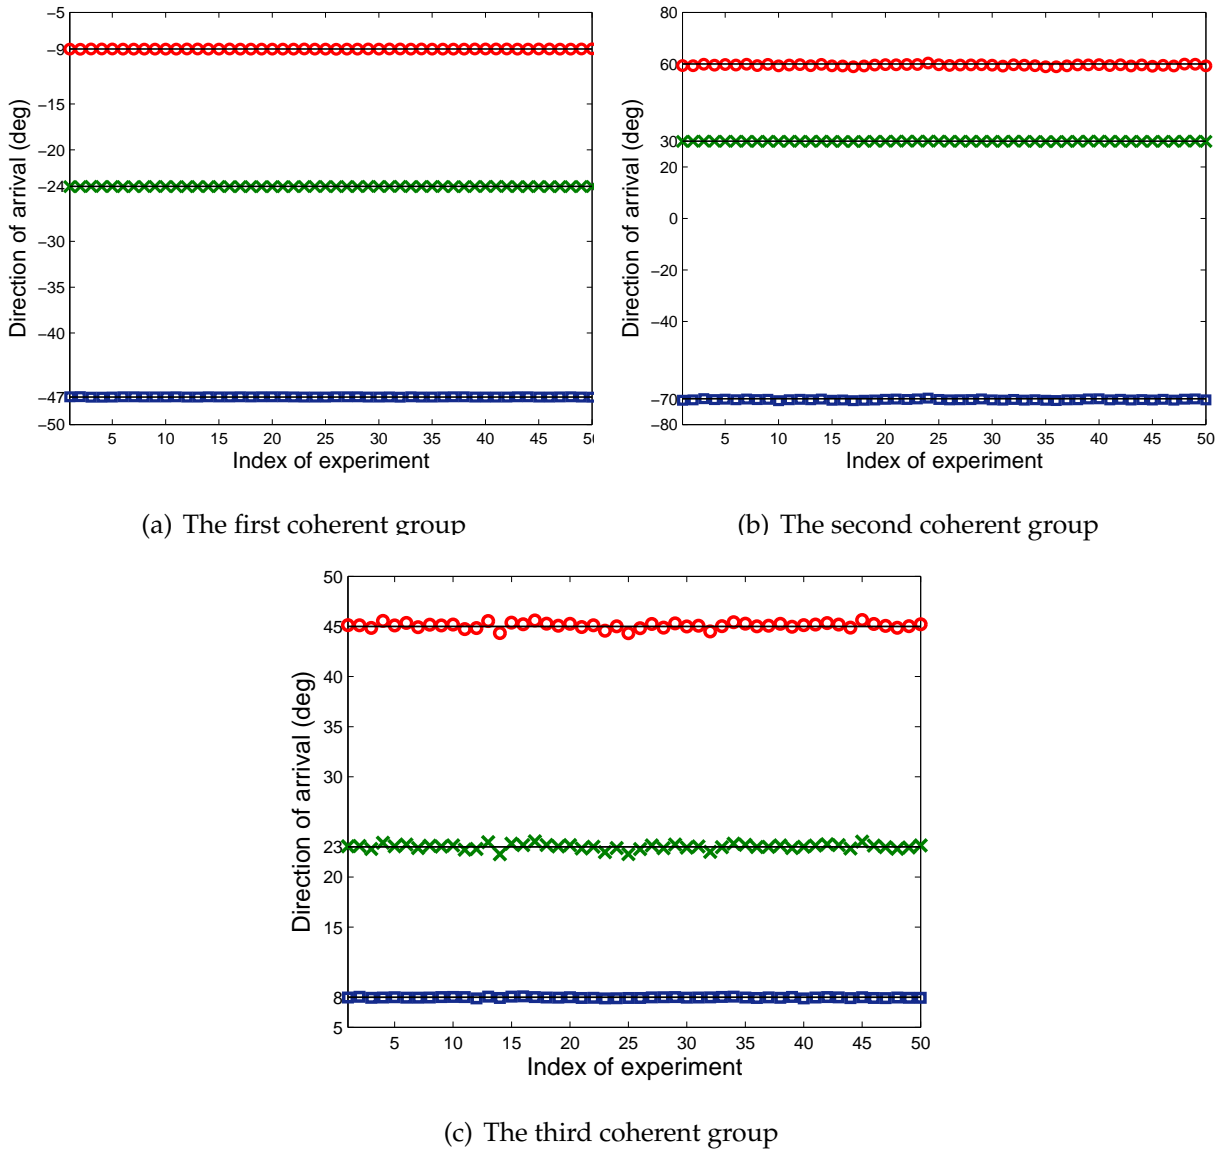 −5
−9
−15
−20
−24
−30
−35
−40
−47
−50
Direction of arrival (deg)
5 10 15 20 25 30 35 40 45 50
Index of experiment
(a) The first coherent group
80
60
30
20
0
−20
−40
−70
−80
Direction of arrival (deg)
5 10 15 20 25 30 35 40 45 50
Index of experiment
(b) The second coherent group
50
45
40
35
30
23
20
15
8
5
Direction of arrival (deg)
5 10 15 20 25 30 35 40 45 50
Index of experiment
(c) The third coherent group